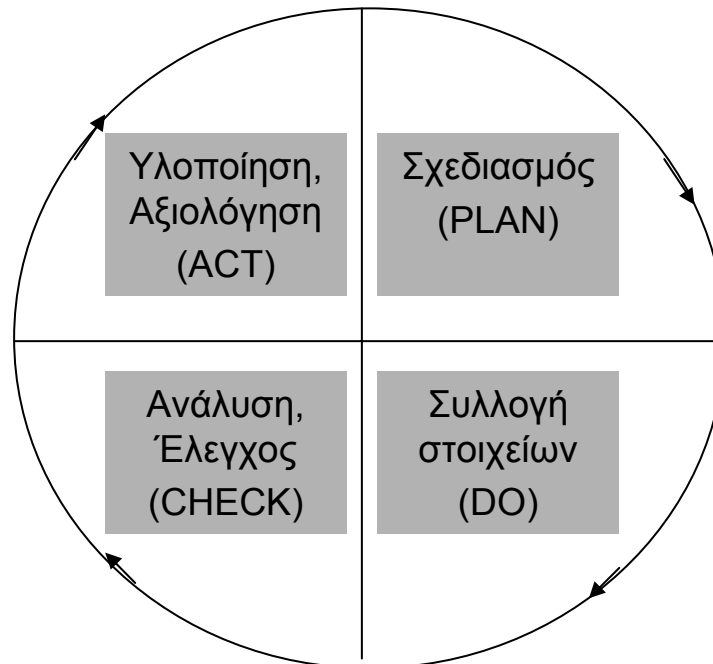 Υλοποίηση,
Αξιολόγηση
(ACT)
Σχεδιασμός
(PLAN)
Ανάλυση,
Έλεγχος
(CHECK)
Συλλογή
στοιχείων
(DO)